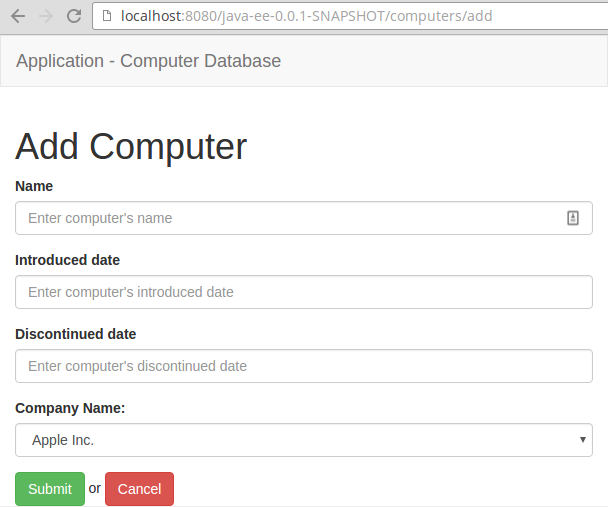 localhost:8080/java-ee-0.0.1-SNAPSHOT/computers/add
Application - Computer Database
Add Computer
Name
Enter computer's name
Introduced date
Enter computer's introduced date
Discontinued date
Enter computer's discontinued date
Company Name:
Apple Inc.
Submit or Cancel